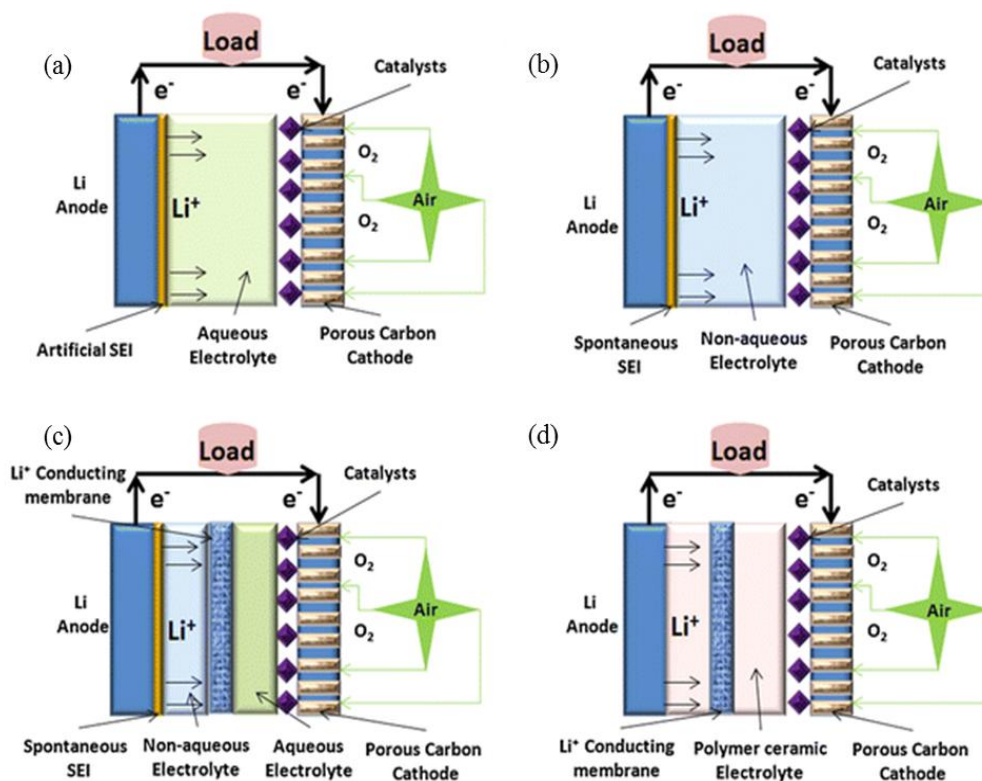 (a)
Load
e⁻
e⁻
Catalysts
Li
Anode
Li⁺
O₂
O₂
Air
Artificial SEI
Aqueous
Electrolyte
Porous Carbon
Cathode
(b)
Load
e⁻
e⁻
Catalysts
Li
Anode
Li⁺
O₂
O₂
Air
Spontaneous
SEI
Non-aqueous
Electrolyte
Porous Carbon
Cathode
(c)
Load
Li⁺ Conducting
membrane
e⁻
e⁻
Catalysts
Li
Anode
Li⁺
O₂
O₂
Air
Spontaneous
SEI
Non-aqueous
Electrolyte
Aqueous
Electrolyte
Porous Carbon
Cathode
(d)
Load
e⁻
e⁻
Catalysts
Li
Anode
Li⁺
O₂
O₂
Air
Li⁺ Conducting
membrane
Polymer ceramic
Electrolyte
Porous Carbon
Cathode